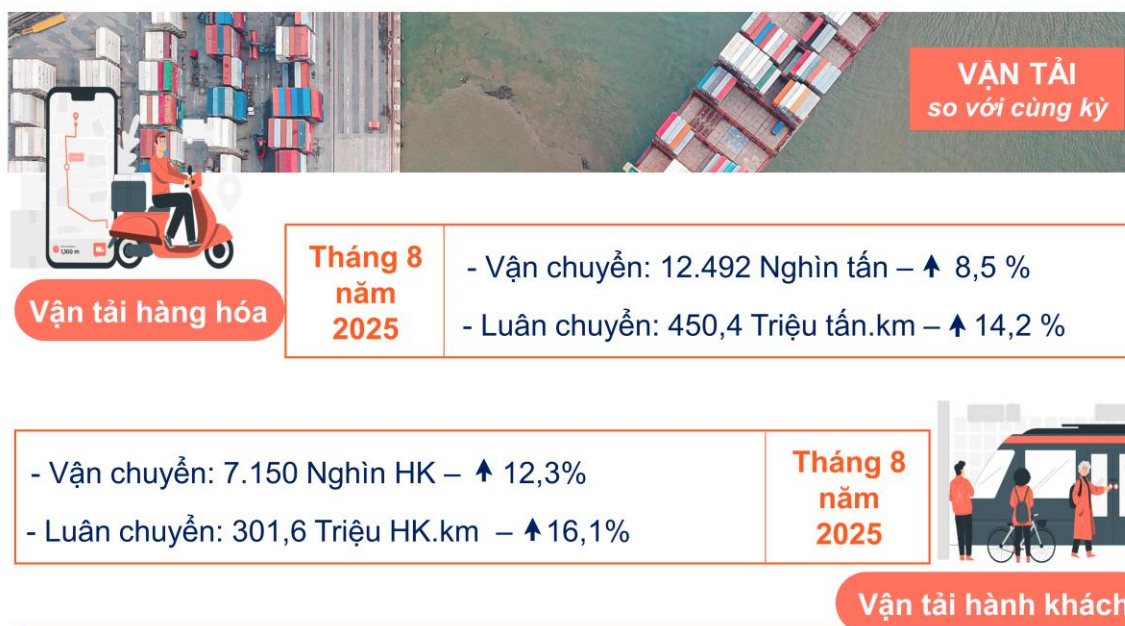 VẬN TẢI
so với cùng kỳ
1,100 m
Vận tải hàng hóa
Tháng 8
năm
2025
- Vận chuyển: 12.492 Nghìn tấn – 8,5 %
- Luân chuyển: 450,4 Triệu tấn.km – 14,2 %
- Vận chuyển: 7.150 Nghìn HK – 12,3%
- Luân chuyển: 301,6 Triệu HK.km – 16,1%
Tháng 8
năm
2025
Vận tải hành khách